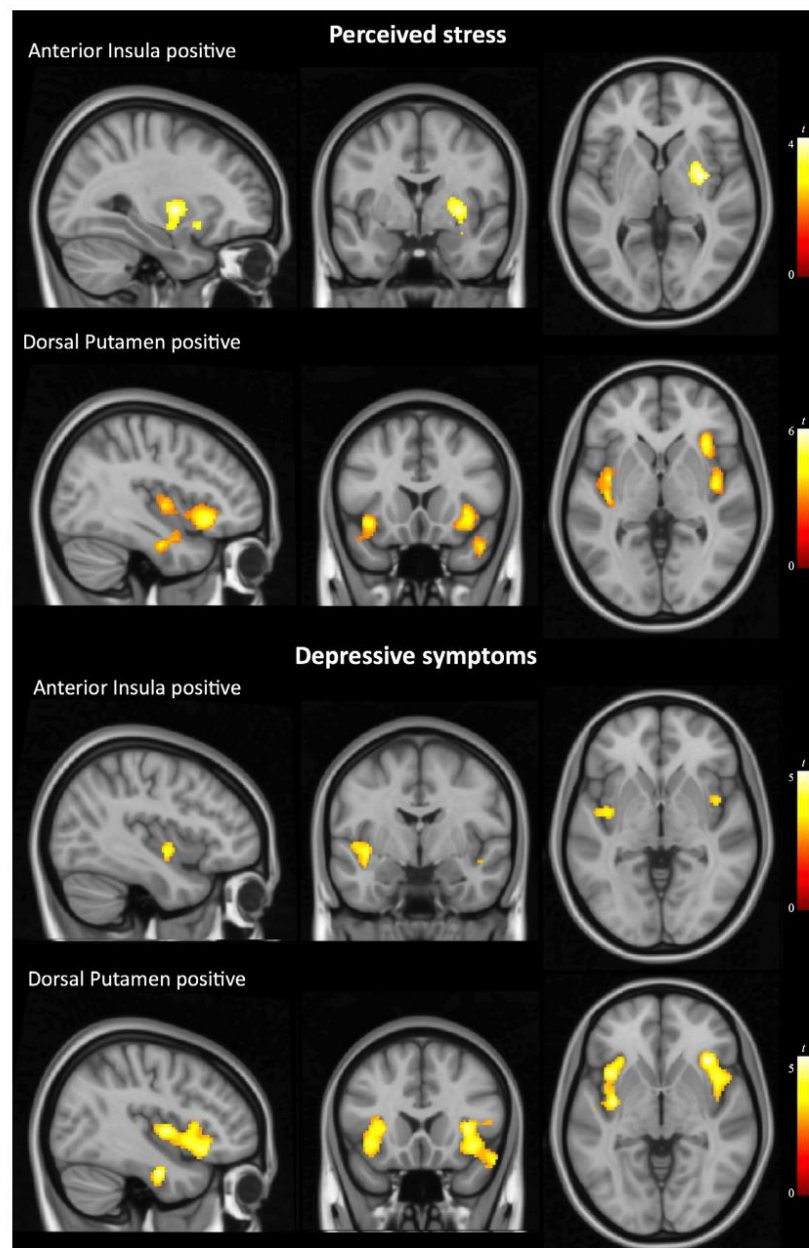 Perceived stress
Anterior Insula positive
t
4
0
Dorsal Putamen positive
t
6
0
Depressive symptoms
Anterior Insula positive
t
5
0
Dorsal Putamen positive
t
5
0